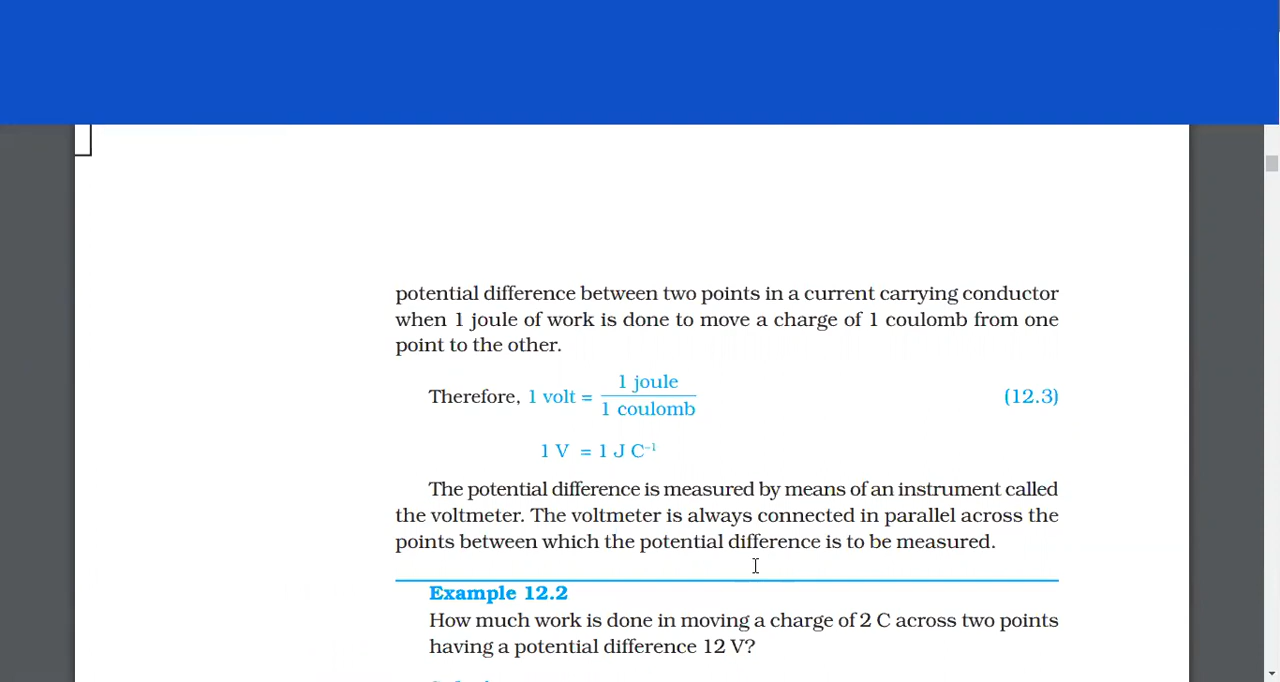 potential difference between two points in a current carrying conductor
when 1 joule of work is done to move a charge of 1 coulomb from one
point to the other.
Therefore, 1 volt = 1 joule / 1 coulomb (12.3)
1 V = 1 J C⁻¹
The potential difference is measured by means of an instrument called
the voltmeter. The voltmeter is always connected in parallel across the
points between which the potential difference is to be measured.
Example 12.2
How much work is done in moving a charge of 2 C across two points
having a potential difference 12 V?